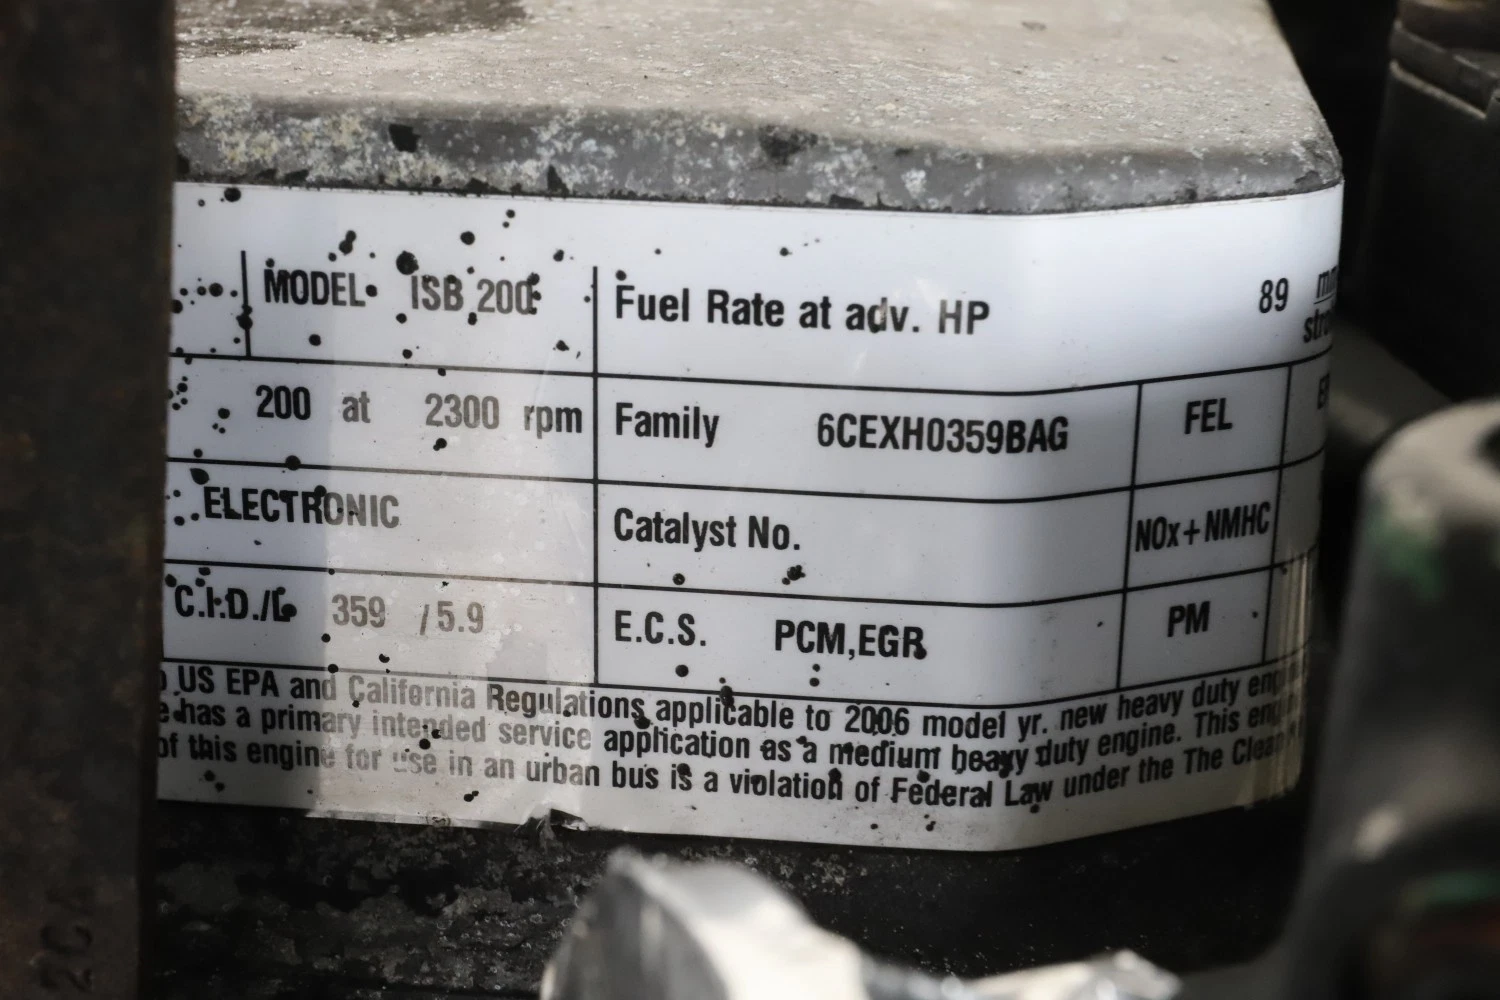 MODEL ISB 200 Fuel Rate at adv. HP 89
200 at 2300 rpm Family 6CEXH0359BAG FEL
ELECTRONIC Catalyst No. NOx+NMHC
C.I.D./L 359 /5.9 E.C.S. PCM,EGR PM
US EPA and California Regulations applicable to 2006 model yr. new heavy duty
has a primary intended service application as a medium heavy duty engine. This
of this engine for use in an urban bus is a violation of Federal Law under the The Clean